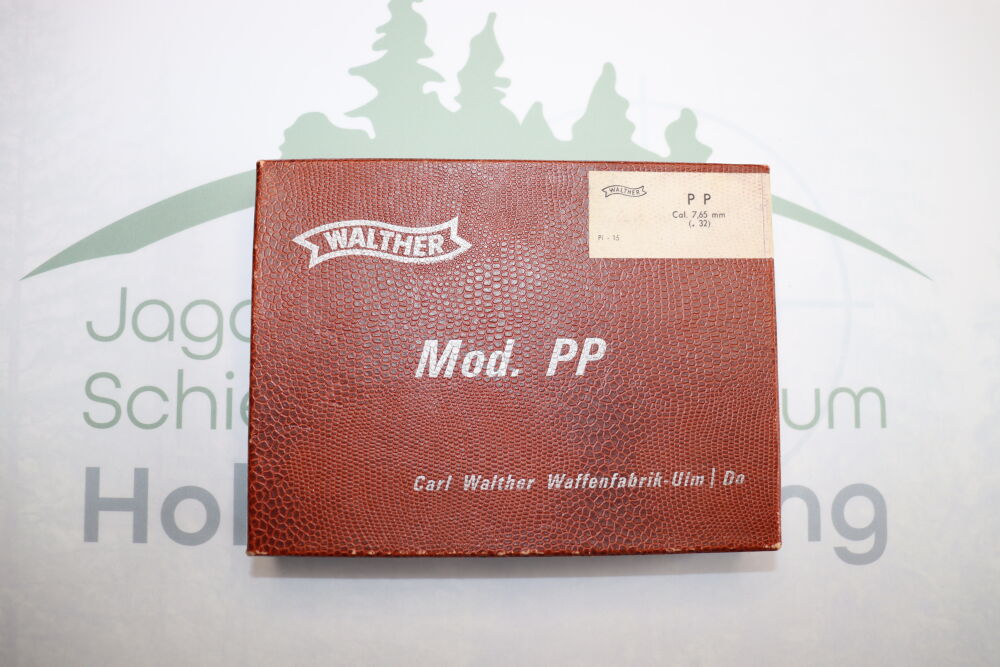 WALTHER
WALTHER
P P
Cal. 7,65 mm
(. 32)
PI - 15
Mod. PP
Carl Walther Waffenfabrik-Ulm | Do